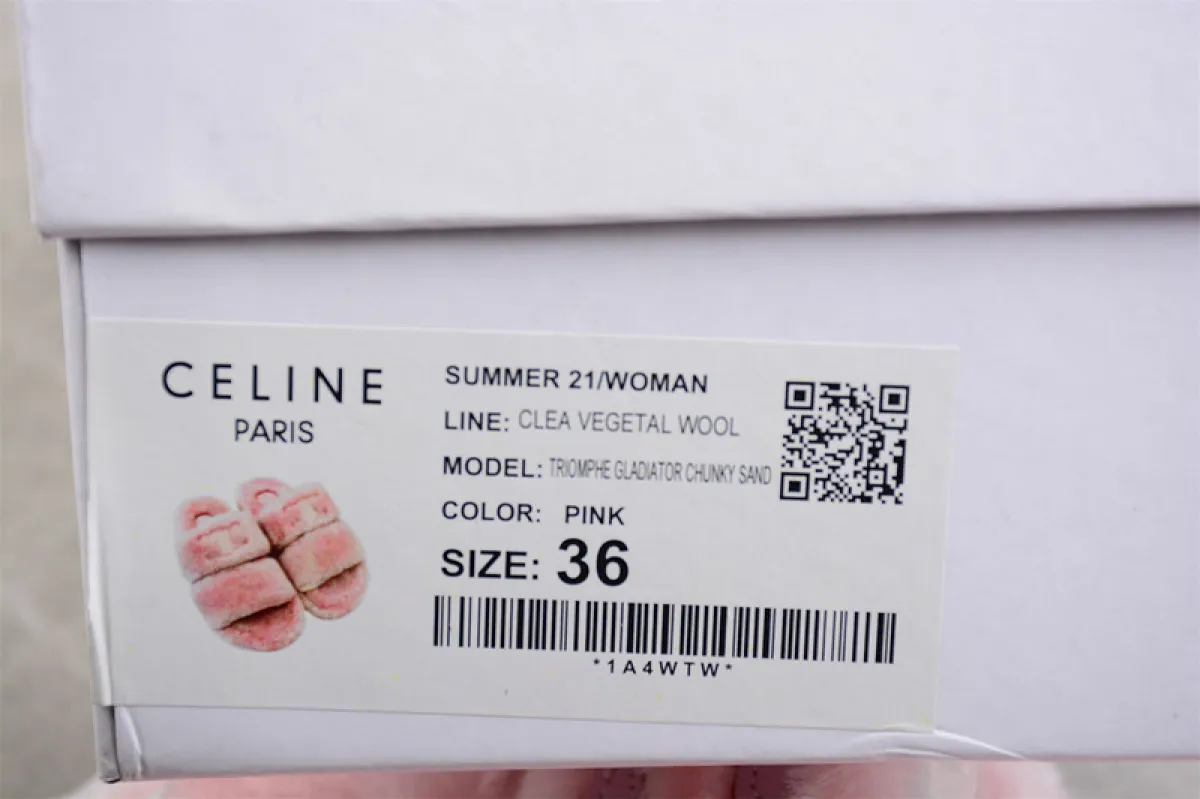 CELINE
PARIS
SUMMER 21/WOMAN
LINE: CLEA VEGETAL WOOL
MODEL: TRIOMPHE GLADIATOR CHUNKY SAND
COLOR: PINK
SIZE: 36
*1A4WTW*